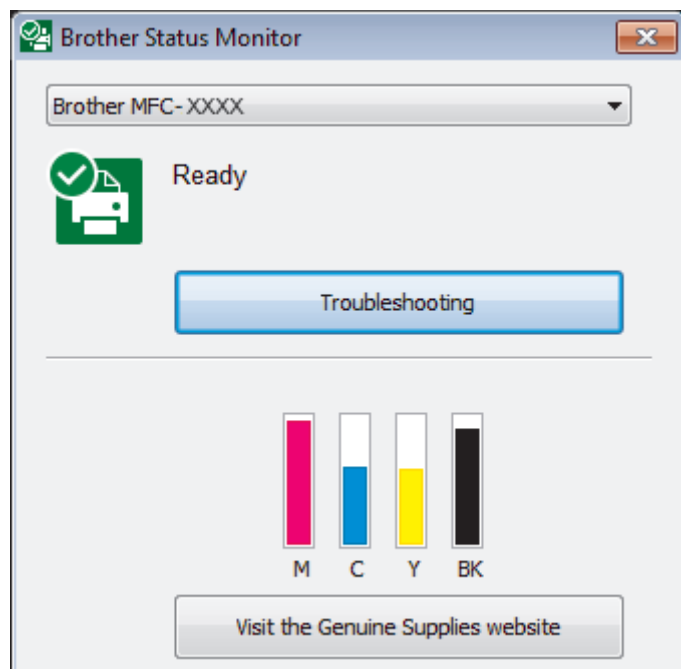 Brother Status Monitor
Brother MFC- XXXX
Ready
Troubleshooting
M C Y BK
Visit the Genuine Supplies website